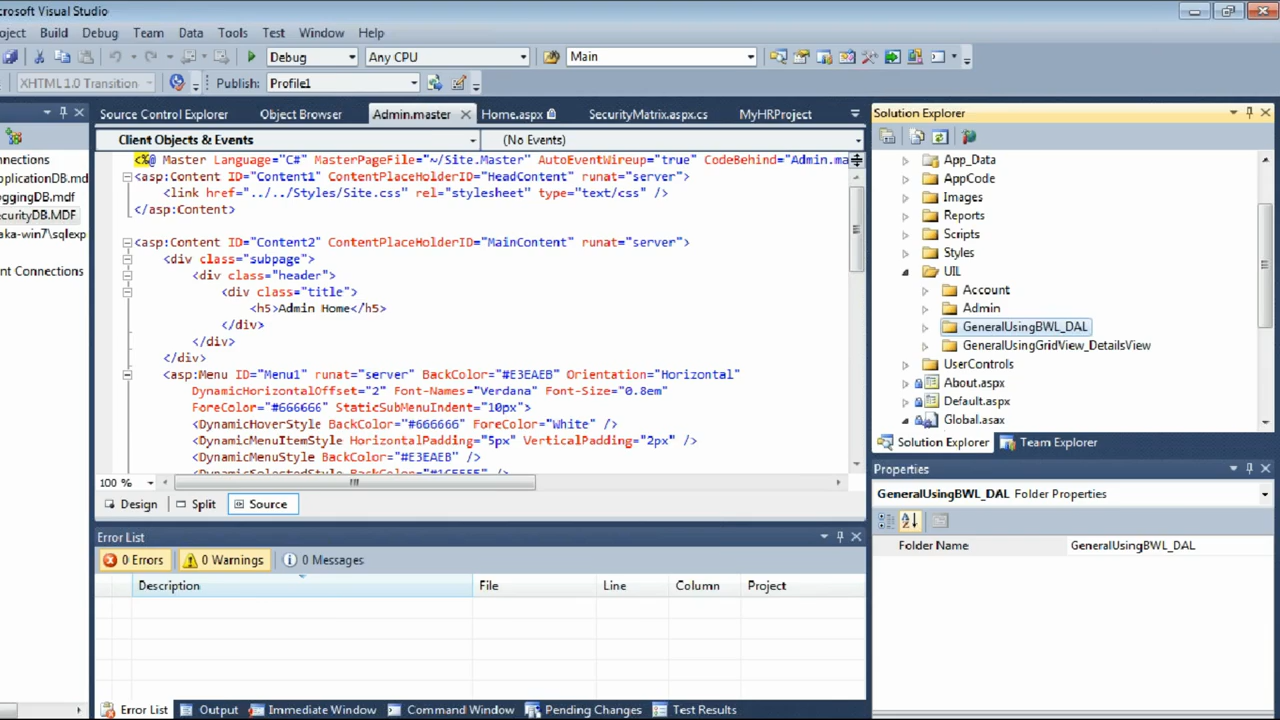 crosoft Visual Studio
oject Build Debug Team Data Tools Test Window Help
Debug Any CPU Main
XHTML 1.0 Transition Publish: Profile1
Source Control Explorer Object Browser Admin.master Home.aspx SecurityMatrix.aspx.cs MyHRProject
Client Objects & Events (No Events)
<%@ Master Language="C#" MasterPageFile="~/Site.Master" AutoEventWireup="true" CodeBehind="Admin.ma
<asp:Content ID="Content1" ContentPlaceHolderID="HeadContent" runat="server">
<link href="../../Styles/Site.css" rel="stylesheet" type="text/css" />
</asp:Content>
<asp:Content ID="Content2" ContentPlaceHolderID="MainContent" runat="server">
<div class="subpage">
<div class="header">
<div class="title">
<h5>Admin Home</h5>
</div>
</div>
</div>
<asp:Menu ID="Menu1" runat="server" BackColor="#E3EAEB" Orientation="Horizontal"
DynamicHorizontalOffset="2" Font-Names="Verdana" Font-Size="0.8em"
ForeColor="#666666" StaticSubMenuIndent="10px">
<DynamicHoverStyle BackColor="#666666" ForeColor="White" />
<DynamicMenuItemStyle HorizontalPadding="5px" VerticalPadding="2px" />
<DynamicMenuStyle BackColor="#E3EAEB" />
100 %
Design Split Source
nnections
pplicationDB.md
oggingDB.mdf
ecurityDB.MDF
aka-win7\sqlexp
nt Connections
Solution Explorer
App_Data
AppCode
Images
Reports
Scripts
Styles
UIL
Account
Admin
GeneralUsingBWL_DAL
GeneralUsingGridView_DetailsView
UserControls
About.aspx
Default.aspx
Global.asax
Solution Explorer Team Explorer
Properties
GeneralUsingBWL_DAL Folder Properties
Folder Name GeneralUsingBWL_DAL
Error List
0 Errors 0 Warnings 0 Messages
Description File Line Column Project
Error List Output Immediate Window Command Window Pending Changes Test Results